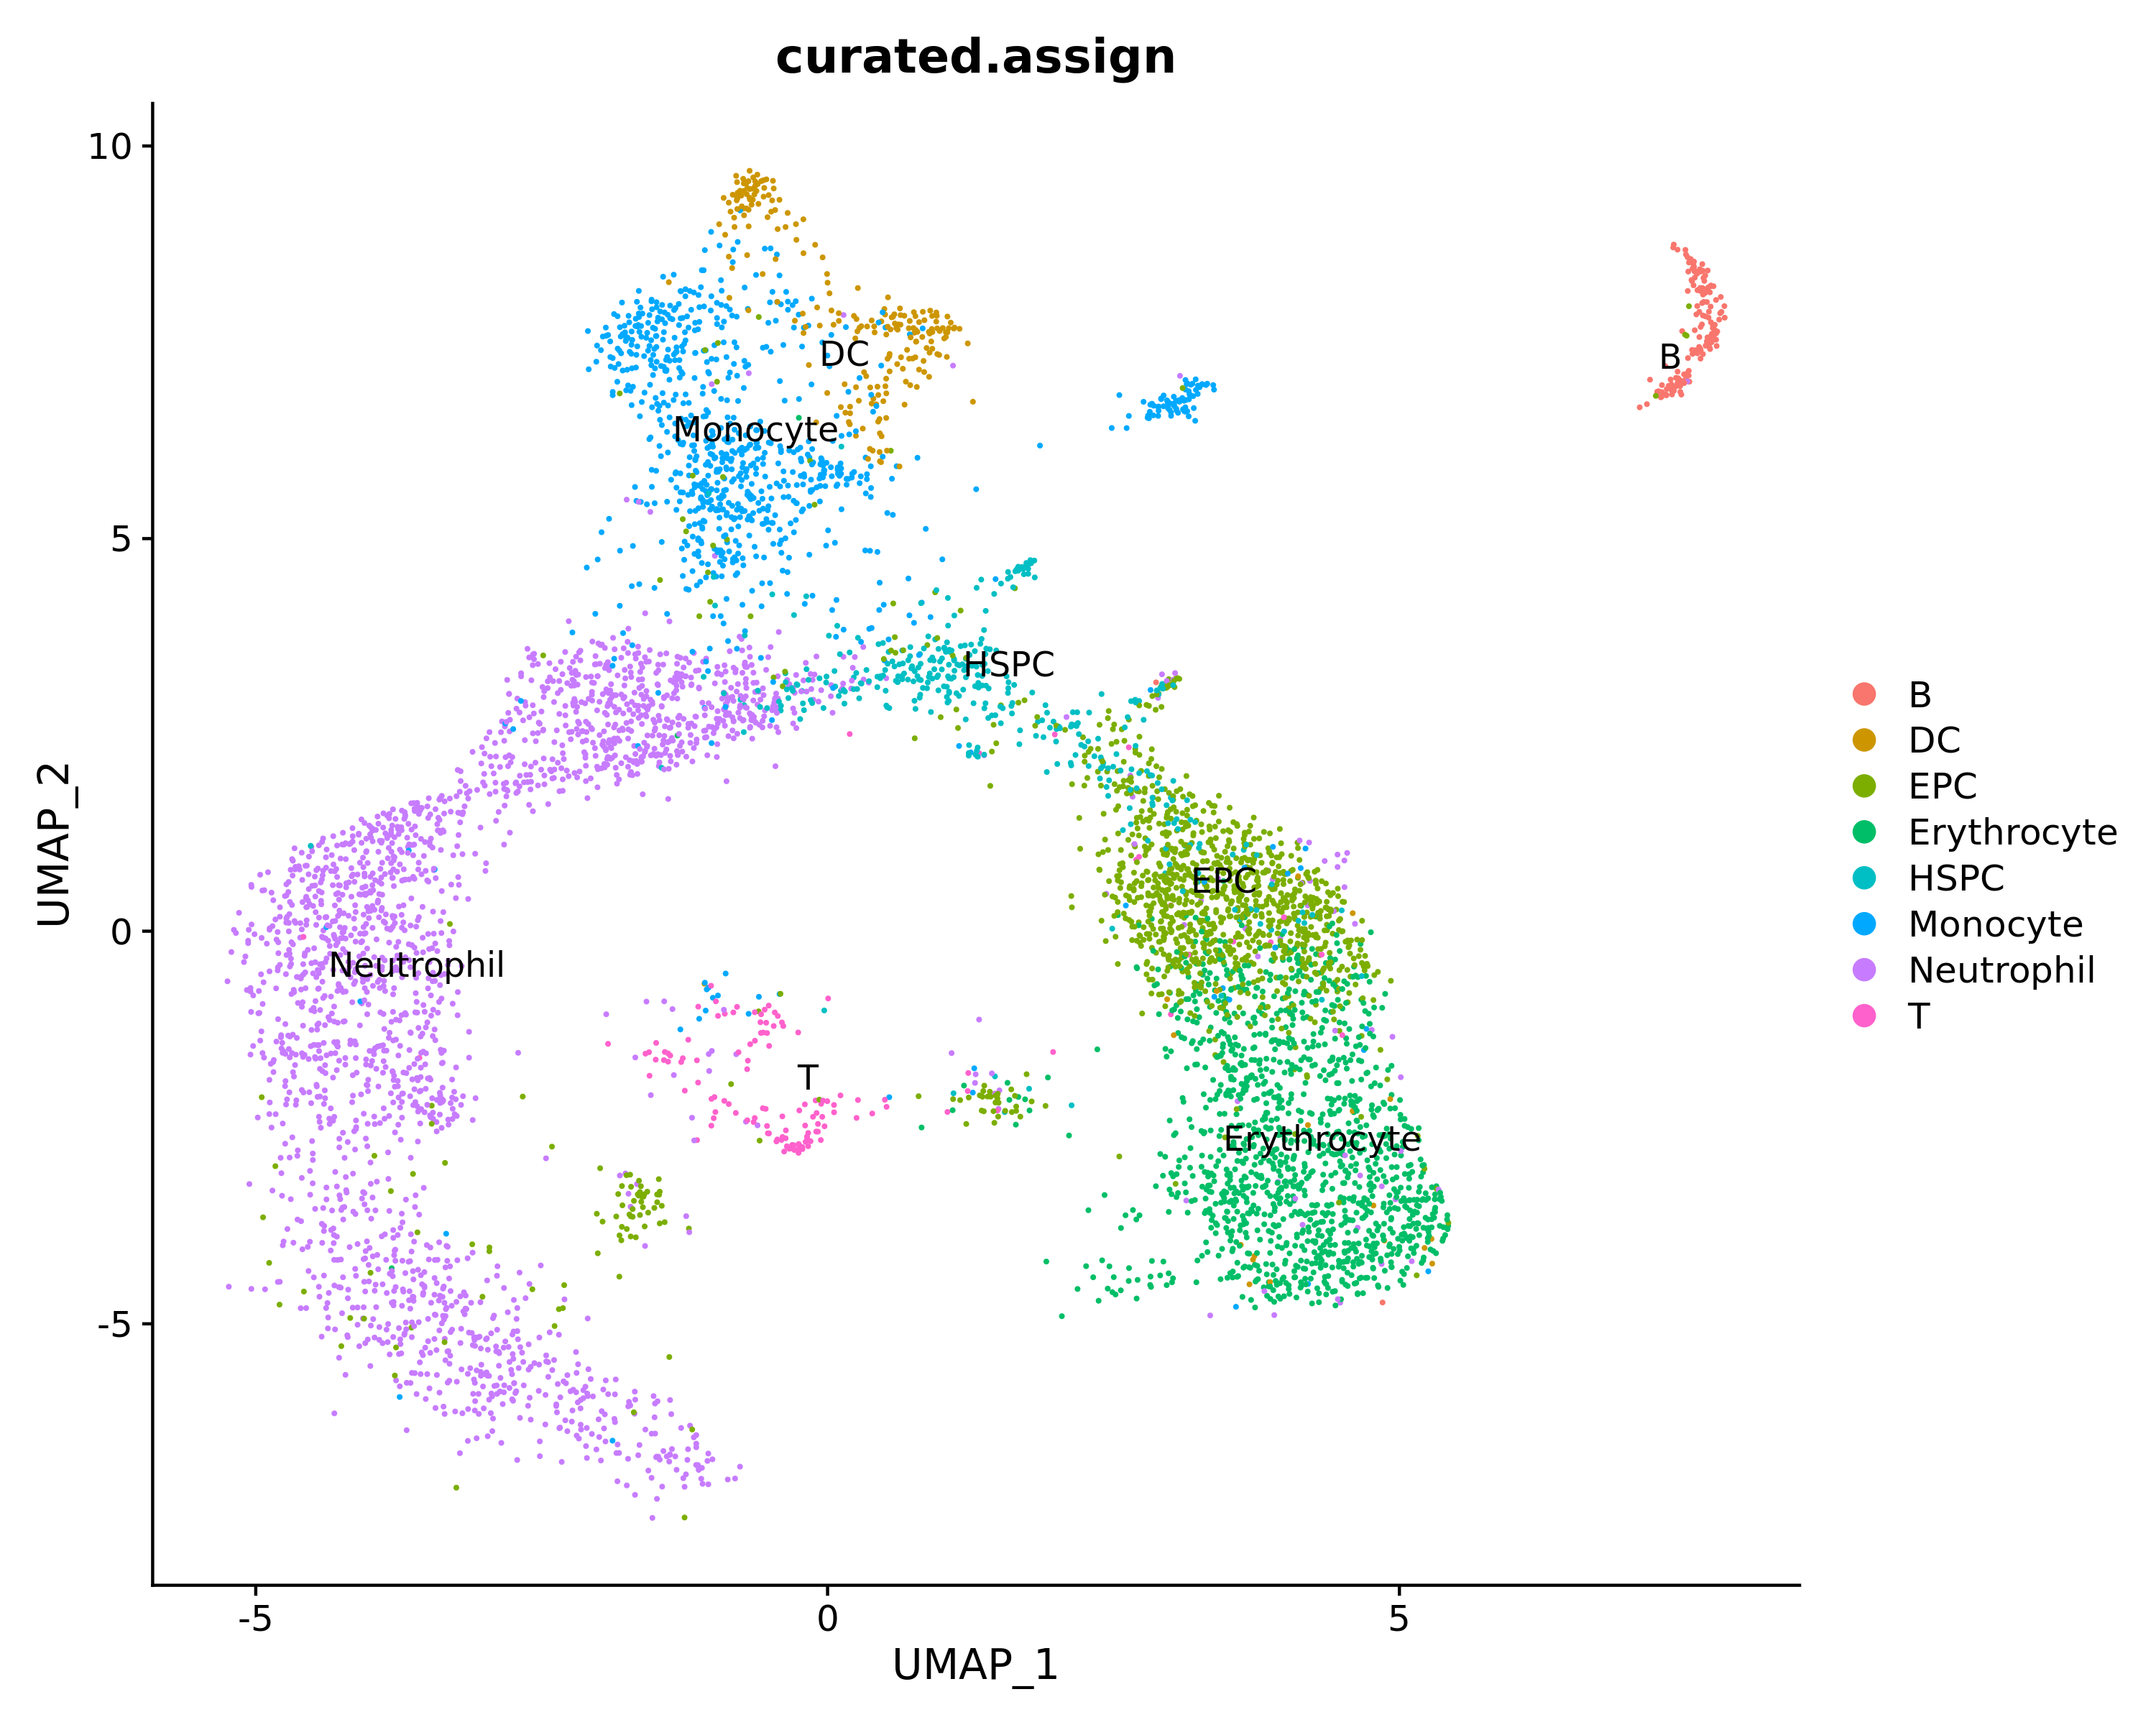 curated.assign
10
5
0
-5
UMAP_2
DC
B
Monocyte
HSPC
EPC
Neutrophil
T
Erythrocyte
-5
0
5
UMAP_1
B
DC
EPC
Erythrocyte
HSPC
Monocyte
Neutrophil
T